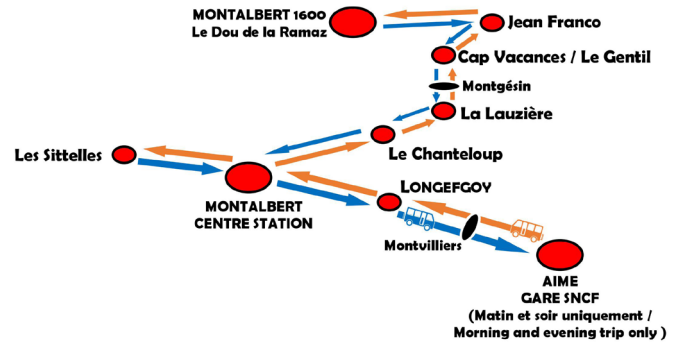 MONTALBERT 1600
Le Dou de la Ramaz
Jean Franco
Cap Vacances / Le Gentil
Montgésin
La Lauzière
Le Chanteloup
Les Sittelles
MONTALBERT
CENTRE STATION
LONGEFGOY
Montvilliers
AIME
GARE SNCF
(Matin et soir uniquement /
Morning and evening trip only )